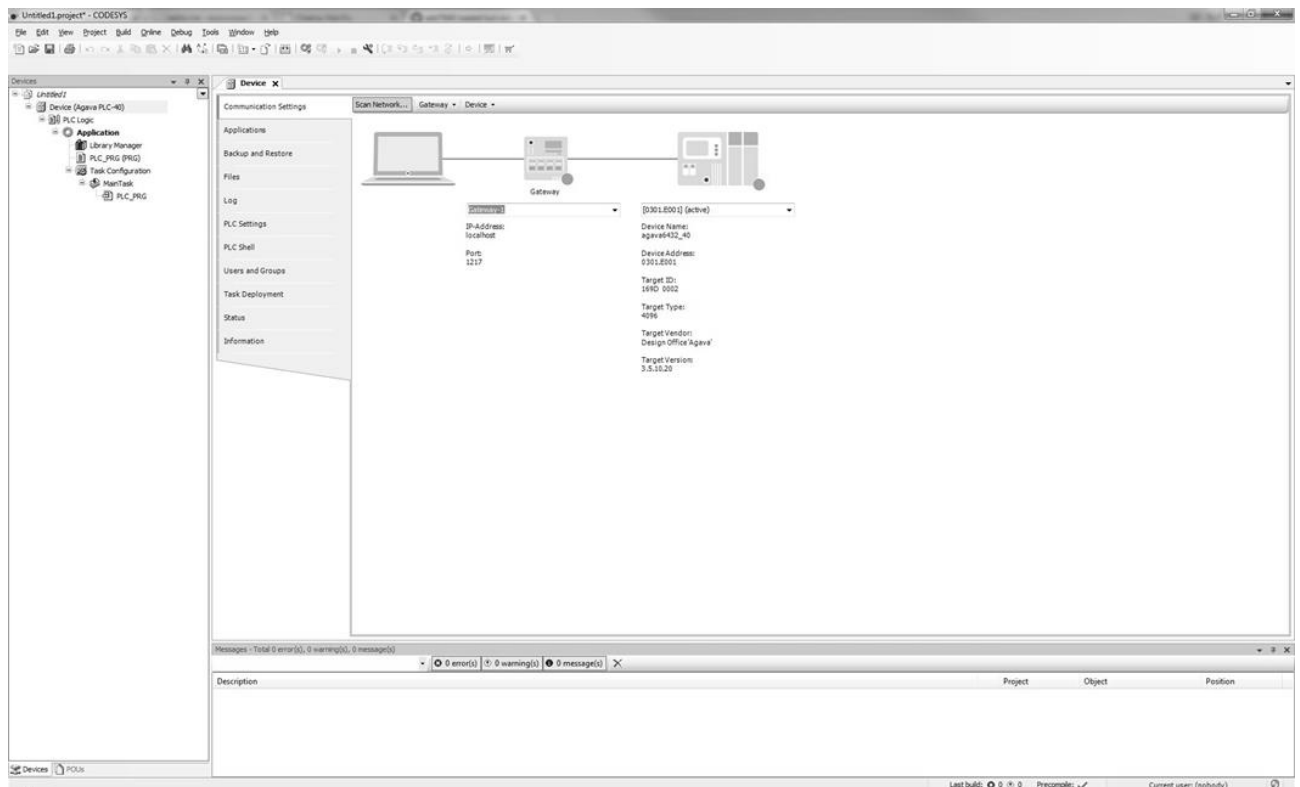 Untitled1.project* - CODESYS
File Edit View Project Build Online Debug Tools Window Help
Devices
Untitled1
Device (Agava PLC-40)
PLC Logic
Application
Library Manager
PLC_PRG (PRG)
Task Configuration
MainTask
PLC_PRG
Devices POUs
Device
Communication Settings
Applications
Backup and Restore
Files
Log
PLC Settings
PLC Shell
Users and Groups
Task Deployment
Status
Information
Scan Network... Gateway Device
Gateway
Gateway-1
IP-Address:
localhost
Port:
1217
[0301.E001] (active)
Device Name:
agava6432_40
Device Address:
0301.E001
Target ID:
169D 0002
Target Type:
4096
Target Vendor:
Design Office'Agava'
Target Version:
3.5.10.20
Messages - Total 0 error(s), 0 warning(s), 0 message(s)
0 error(s) 0 warning(s) 0 message(s)
Description Project Object Position
Last build: 0 0 Precompile: Current user: (nobody)